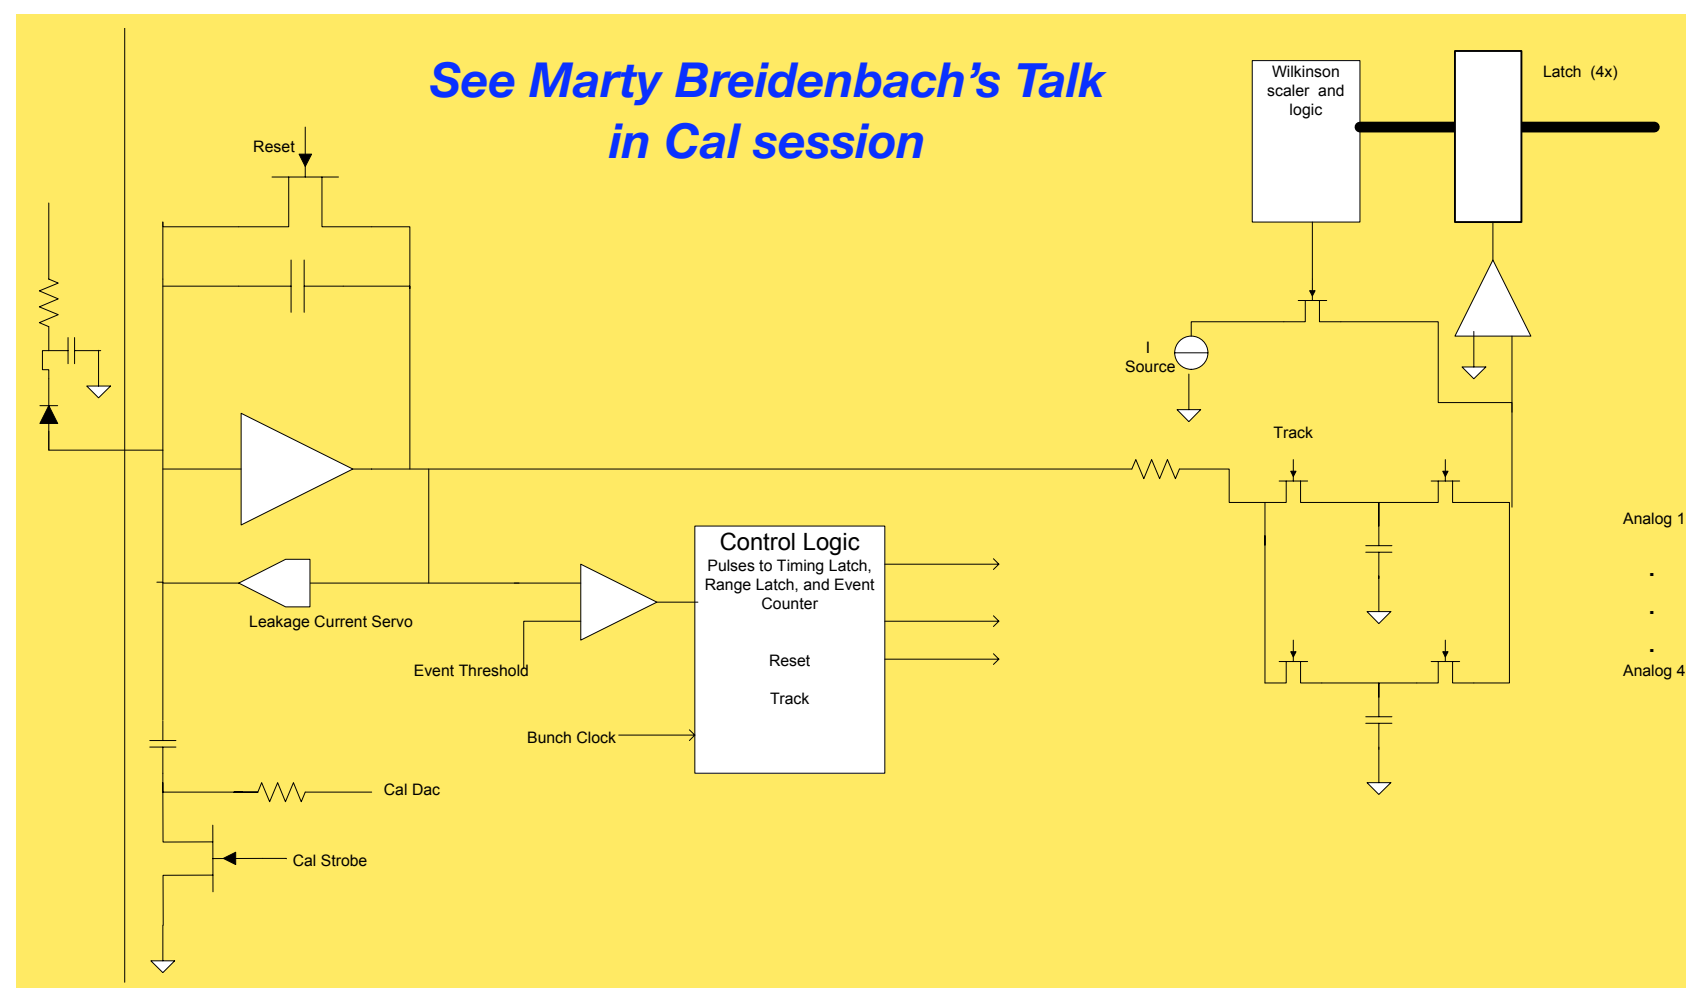 See Marty Breidenbach's Talk
in Cal session
Wilkinson
scaler and
logic
Latch (4x)
Reset
I
Source
Track
Analog 1
.
.
.
Analog 4
Control Logic
Pulses to Timing Latch,
Range Latch, and Event
Counter
Reset
Track
Leakage Current Servo
Event Threshold
Bunch Clock
Cal Dac
Cal Strobe